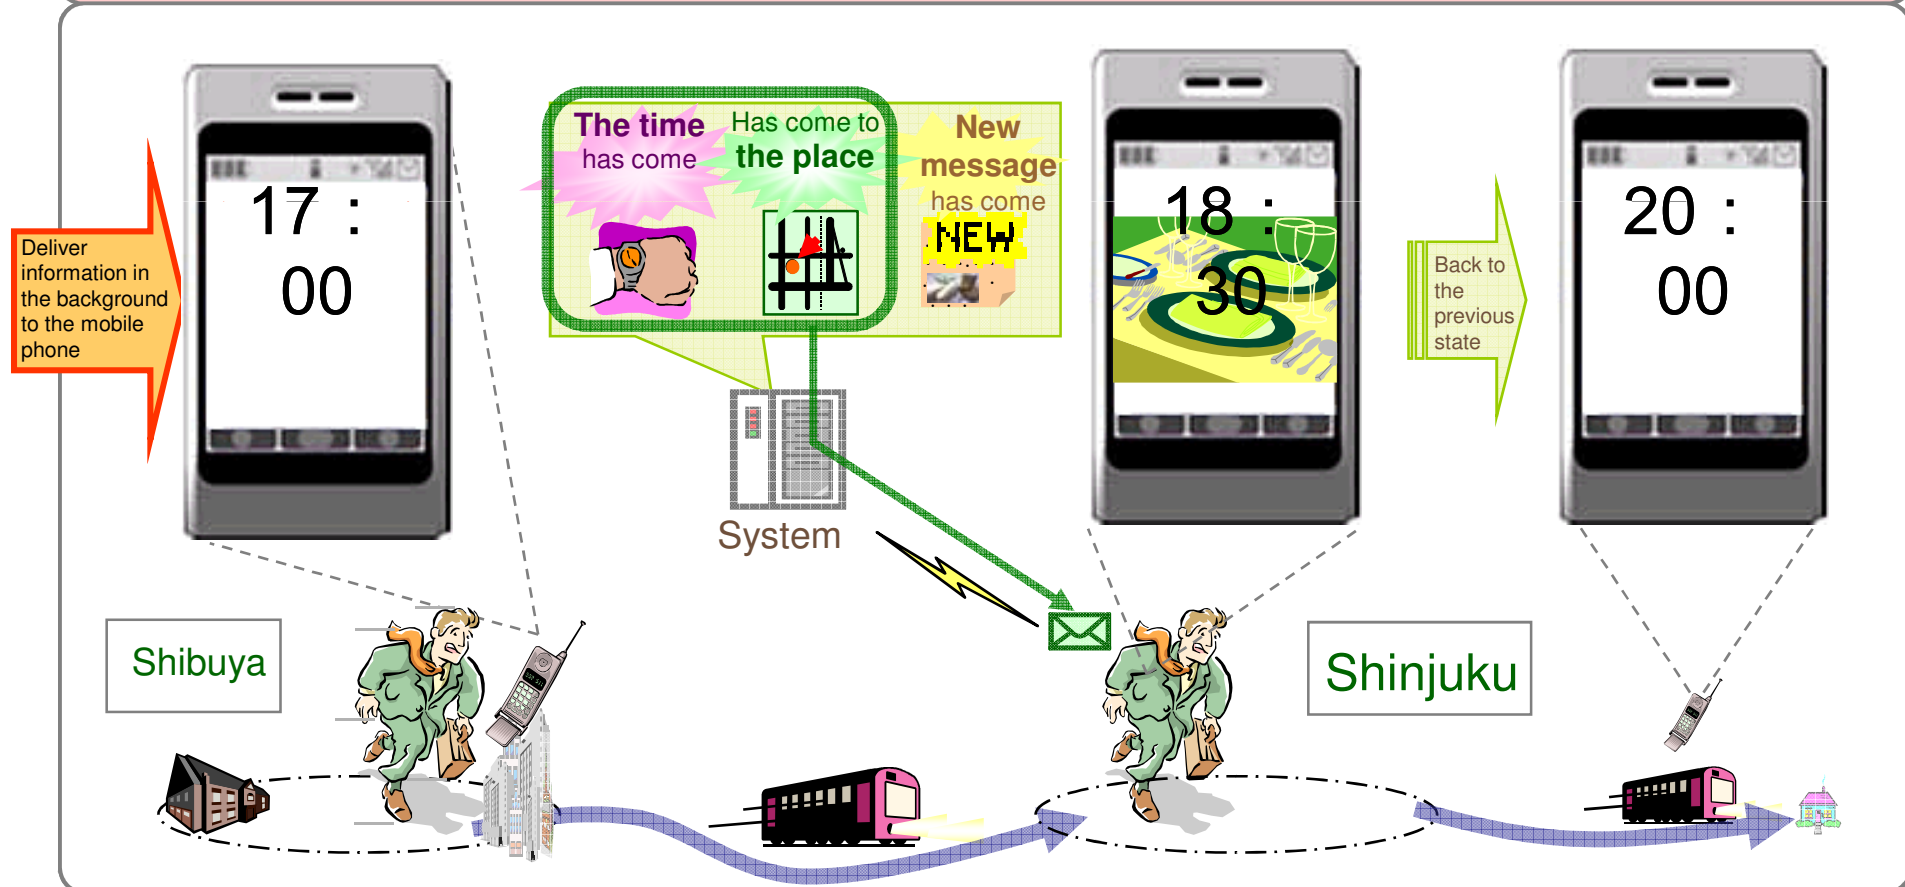 Deliver
information in
the background
to the mobile
phone
17 :
00
The time
has come
Has come to
the place
New
message
has come
NEW
System
18 :
30
Back to
the
previous
state
20 :
00
Shibuya
Shinjuku